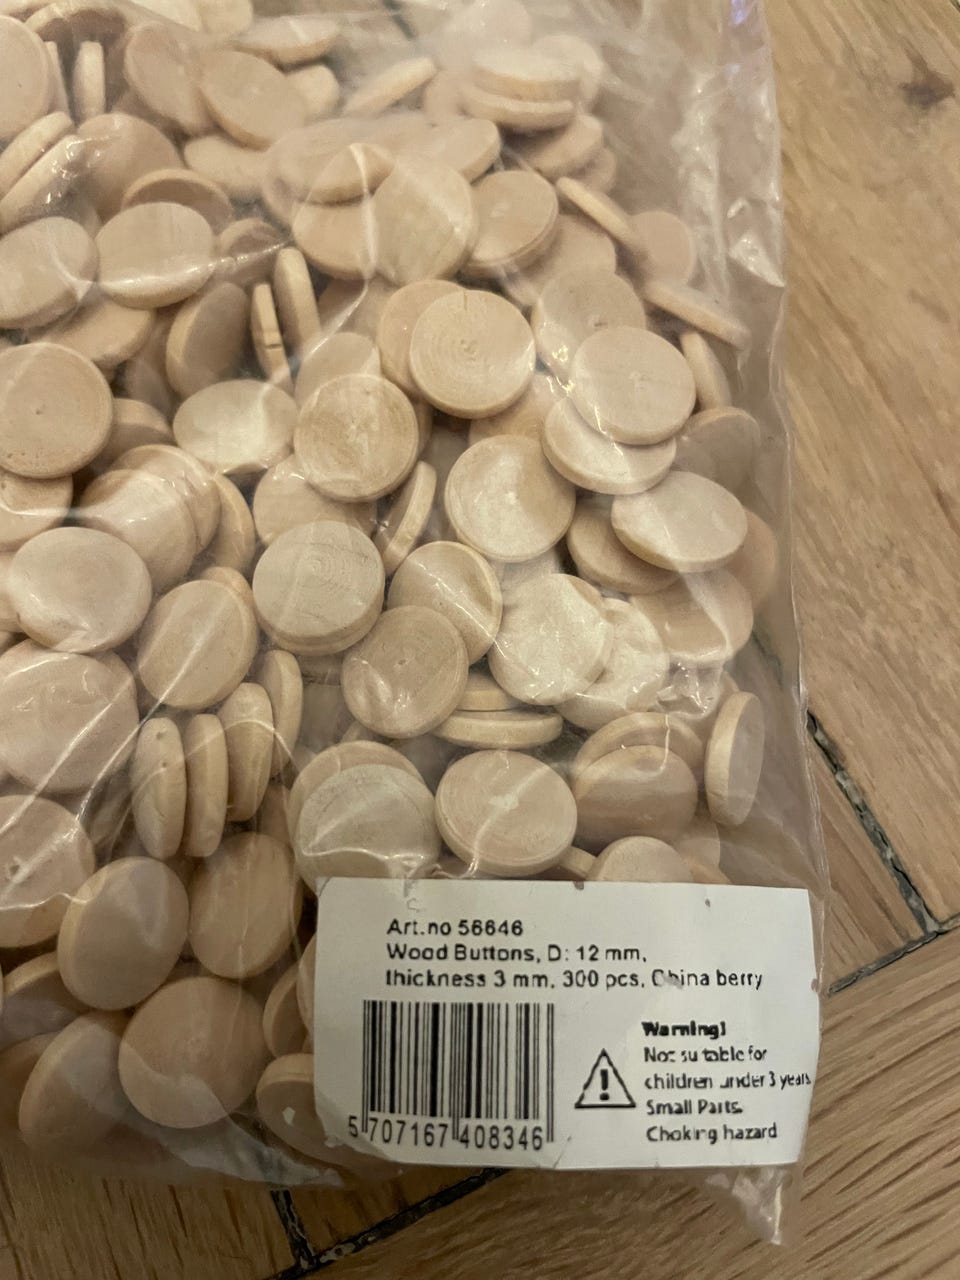 Art.no 56646
Wood Buttons, D: 12 mm,
thickness 3 mm, 300 pcs, China berry
Warning!
Not suitable for
children under 3 years
Small Parts.
Choking hazard
5 707167 408346